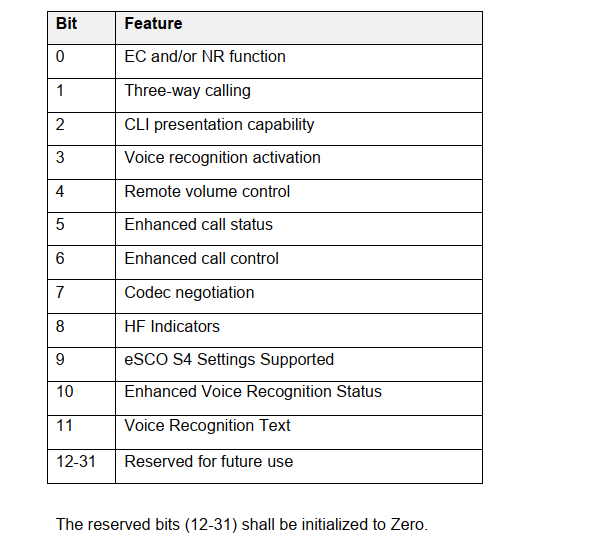 Bit Feature
0 EC and/or NR function
1 Three-way calling
2 CLI presentation capability
3 Voice recognition activation
4 Remote volume control
5 Enhanced call status
6 Enhanced call control
7 Codec negotiation
8 HF Indicators
9 eSCO S4 Settings Supported
10 Enhanced Voice Recognition Status
11 Voice Recognition Text
12-31 Reserved for future use
The reserved bits (12-31) shall be initialized to Zero.